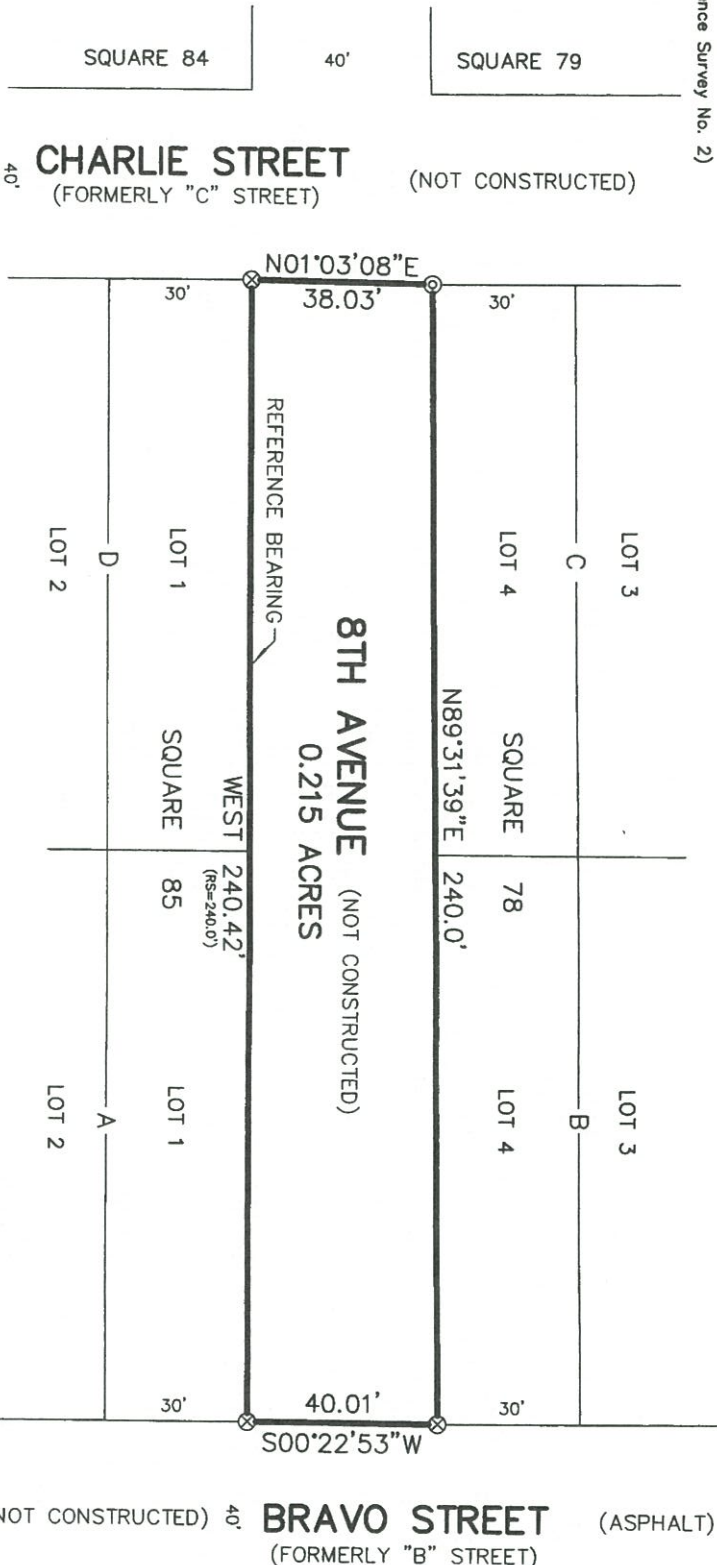 nce Survey No. 2)
SQUARE 84
40'
SQUARE 79
40'
CHARLIE STREET
(FORMERLY "C" STREET)
(NOT CONSTRUCTED)
N01°03'08"E
30'
38.03'
30'
REFERENCE BEARING
LOT 2
D
LOT 1
LOT 4
C
LOT 3
8TH AVENUE (NOT CONSTRUCTED)
0.215 ACRES
N89°31'39"E 240.0'
SQUARE 78
WEST 240.42'
(RS=240.0')
SQUARE 85
LOT 2
A
LOT 1
LOT 4
B
LOT 3
30'
40.01'
30'
S00°22'53"W
NOT CONSTRUCTED) 40' BRAVO STREET (ASPHALT)
(FORMERLY "B" STREET)